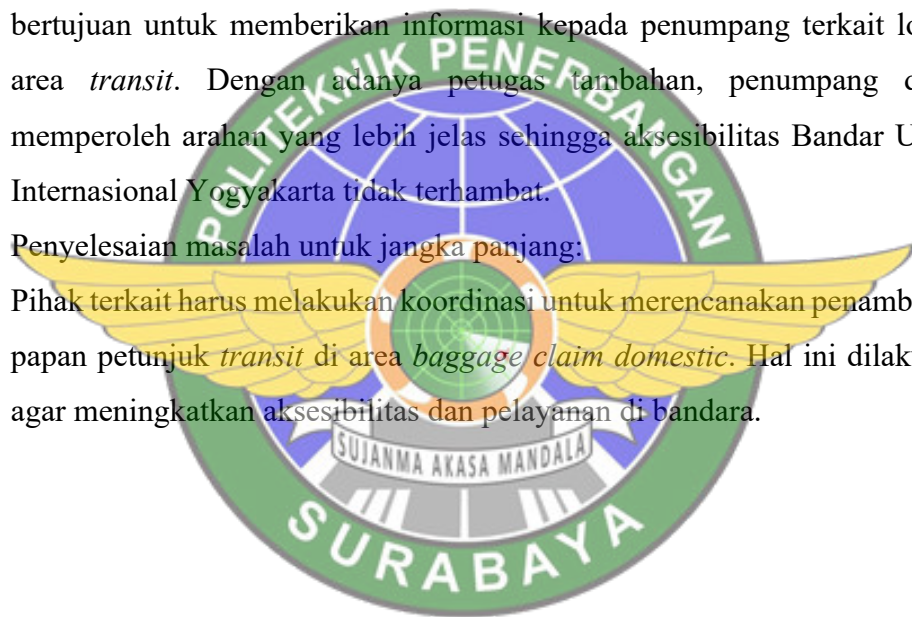 bertujuan untuk memberikan informasi kepada penumpang terkait lo
area transit. Dengan adanya petugas tambahan, penumpang d
memperoleh arahan yang lebih jelas sehingga aksesibilitas Bandar U
Internasional Yogyakarta tidak terhambat.
Penyelesaian masalah untuk jangka panjang:
Pihak terkait harus melakukan koordinasi untuk merencanakan penamb
papan petunjuk transit di area baggage claim domestic. Hal ini dilaku
agar meningkatkan aksesibilitas dan pelayanan di bandara.
POLITEKNIK PENERBANGAN
SUJANMA AKASA MANDALA
SURABAYA